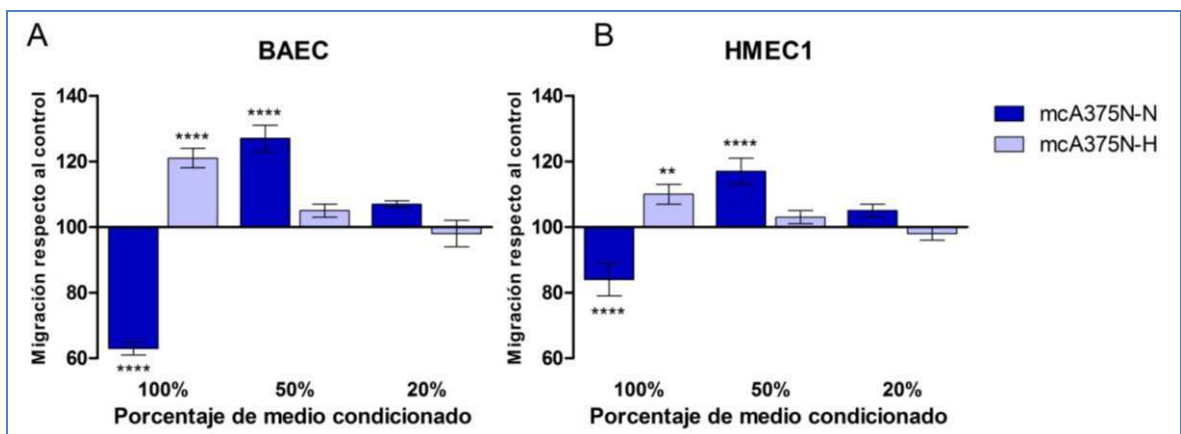 A
BAEC
Migración respecto al control
140
120
100
80
60
****
****
****
100% 50% 20%
Porcentaje de medio condicionado
B
HMEC1
Migración respecto al control
140
120
100
80
60
****
**
****
100% 50% 20%
Porcentaje de medio condicionado
mcA375N-N
mcA375N-H